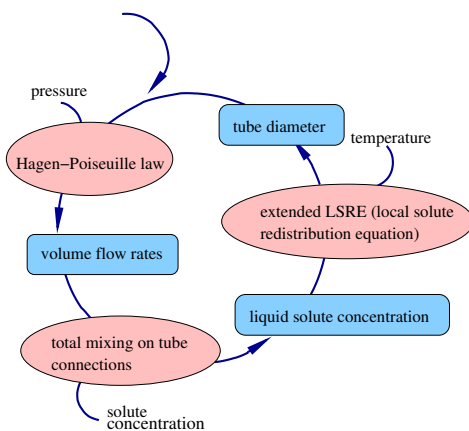 pressure
tube diameter
temperature
Hagen−Poiseuille law
extended LSRE (local solute
redistribution equation)
volume flow rates
liquid solute concentration
total mixing on tube
connections
solute
concentration